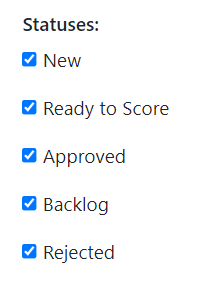 Statuses:
New
Ready to Score
Approved
Backlog
Rejected